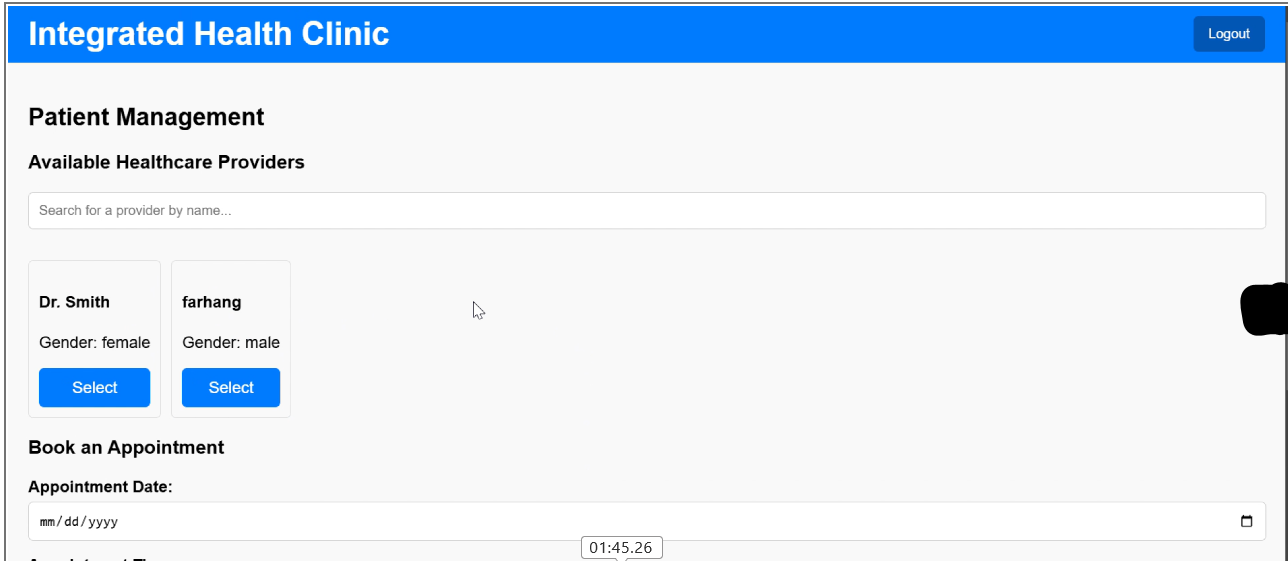 Integrated Health Clinic
Logout
Patient Management
Available Healthcare Providers
Search for a provider by name...
Dr. Smith
farhang
Gender: female
Gender: male
Select
Select
Book an Appointment
Appointment Date:
mm/dd/yyyy
01:45.26